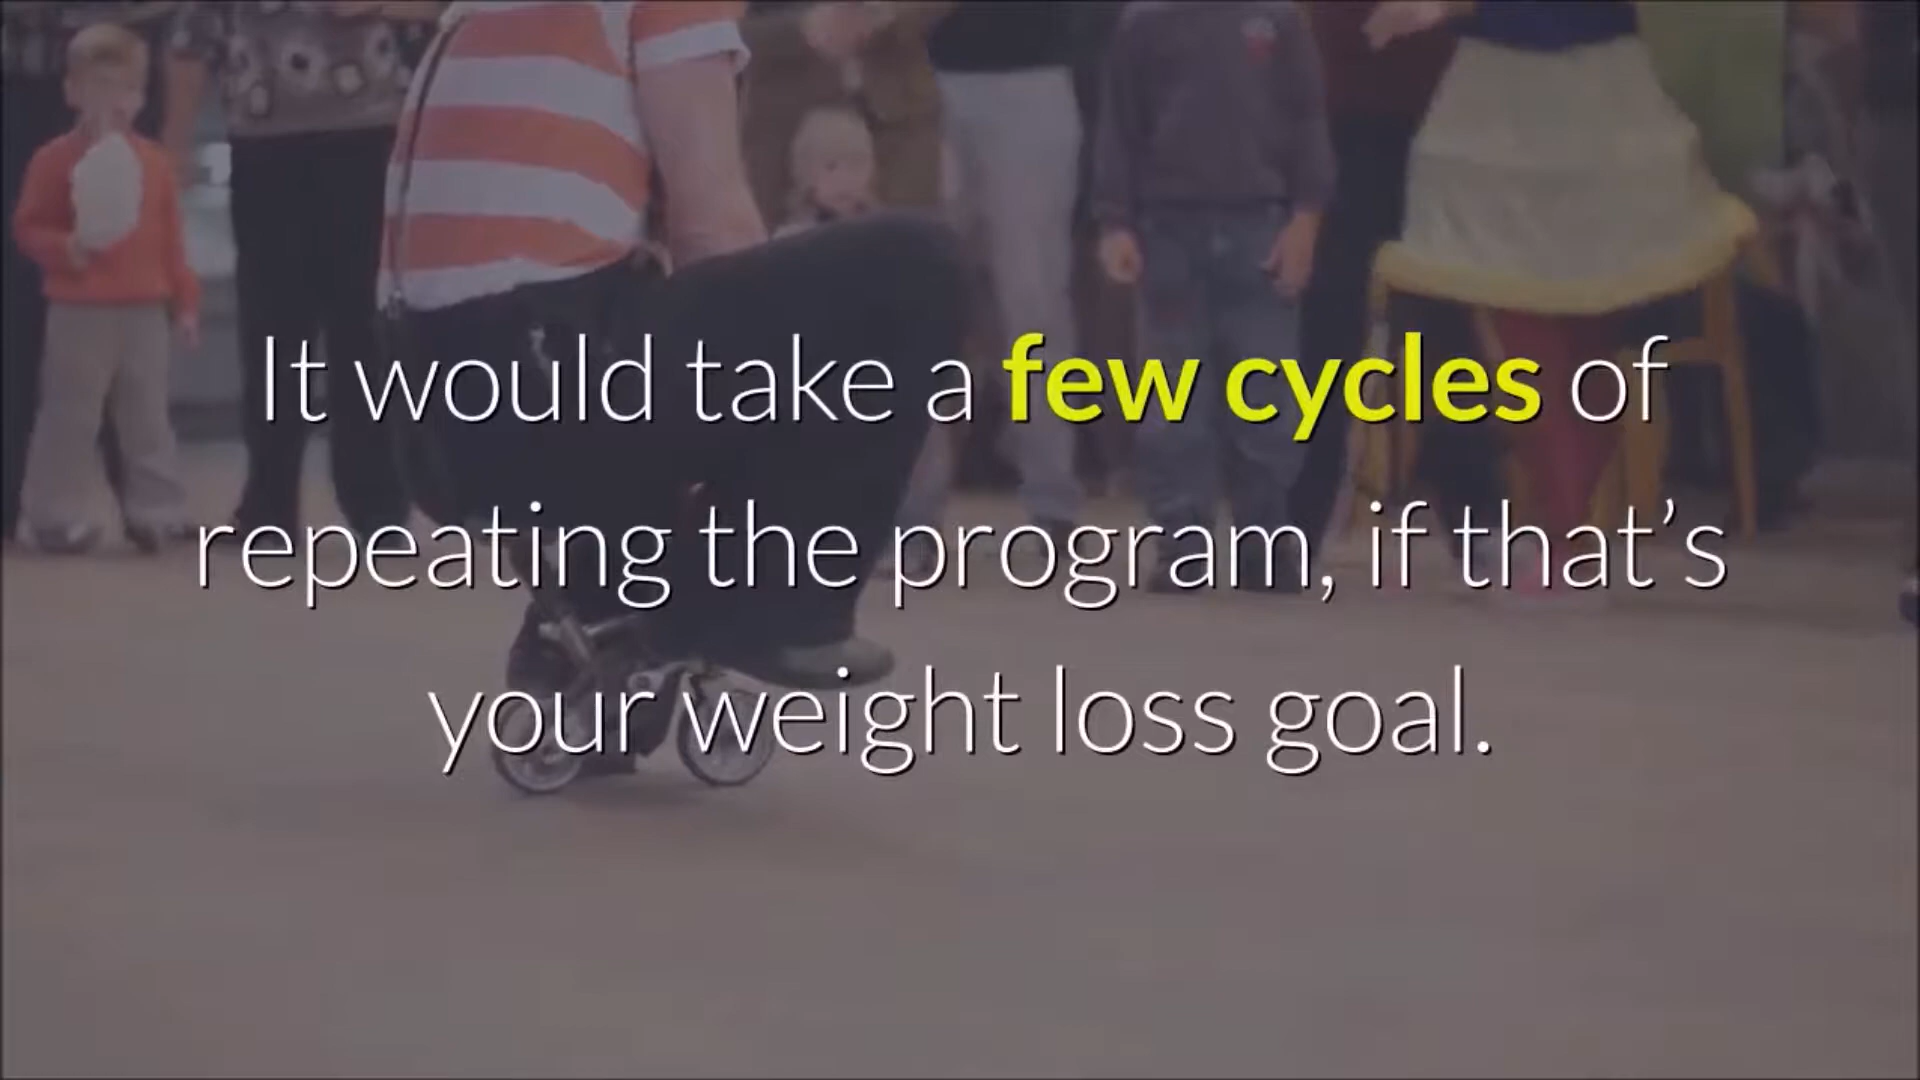 It would take a few cycles of
repeating the program, if that’s
your weight loss goal.